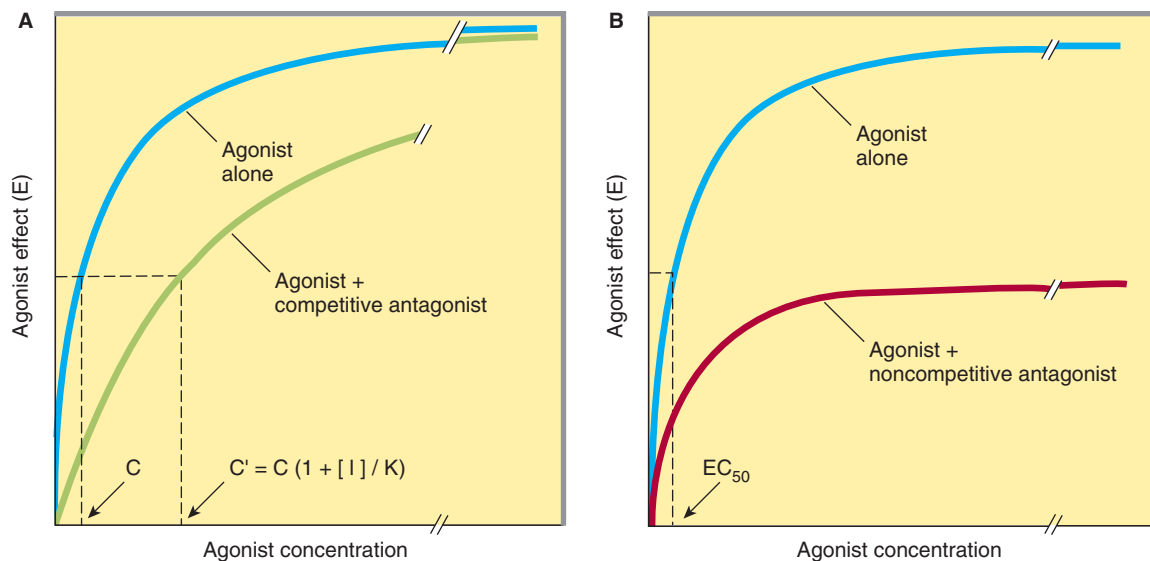 A
Agonist effect (E)
Agonist
alone
Agonist +
competitive antagonist
C
C' = C (1 + [ I ] / K)
Agonist concentration
B
Agonist effect (E)
Agonist
alone
Agonist +
noncompetitive antagonist
EC50
Agonist concentration